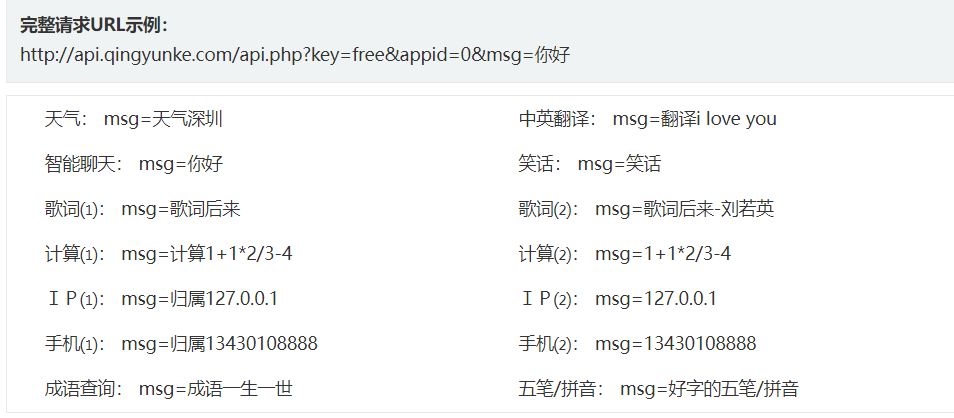 完整请求URL示例：
http://api.qingyunke.com/api.php?key=free&appid=0&msg=你好
天气： msg=天气深圳 中英翻译： msg=翻译i love you
智能聊天： msg=你好 笑话： msg=笑话
歌词(1)： msg=歌词后来 歌词(2)： msg=歌词后来-刘若英
计算(1)： msg=计算1+1*2/3-4 计算(2)： msg=1+1*2/3-4
ＩＰ(1)： msg=归属127.0.0.1 ＩＰ(2)： msg=127.0.0.1
手机(1)： msg=归属13430108888 手机(2)： msg=13430108888
成语查询： msg=成语一生一世 五笔/拼音： msg=好字的五笔/拼音